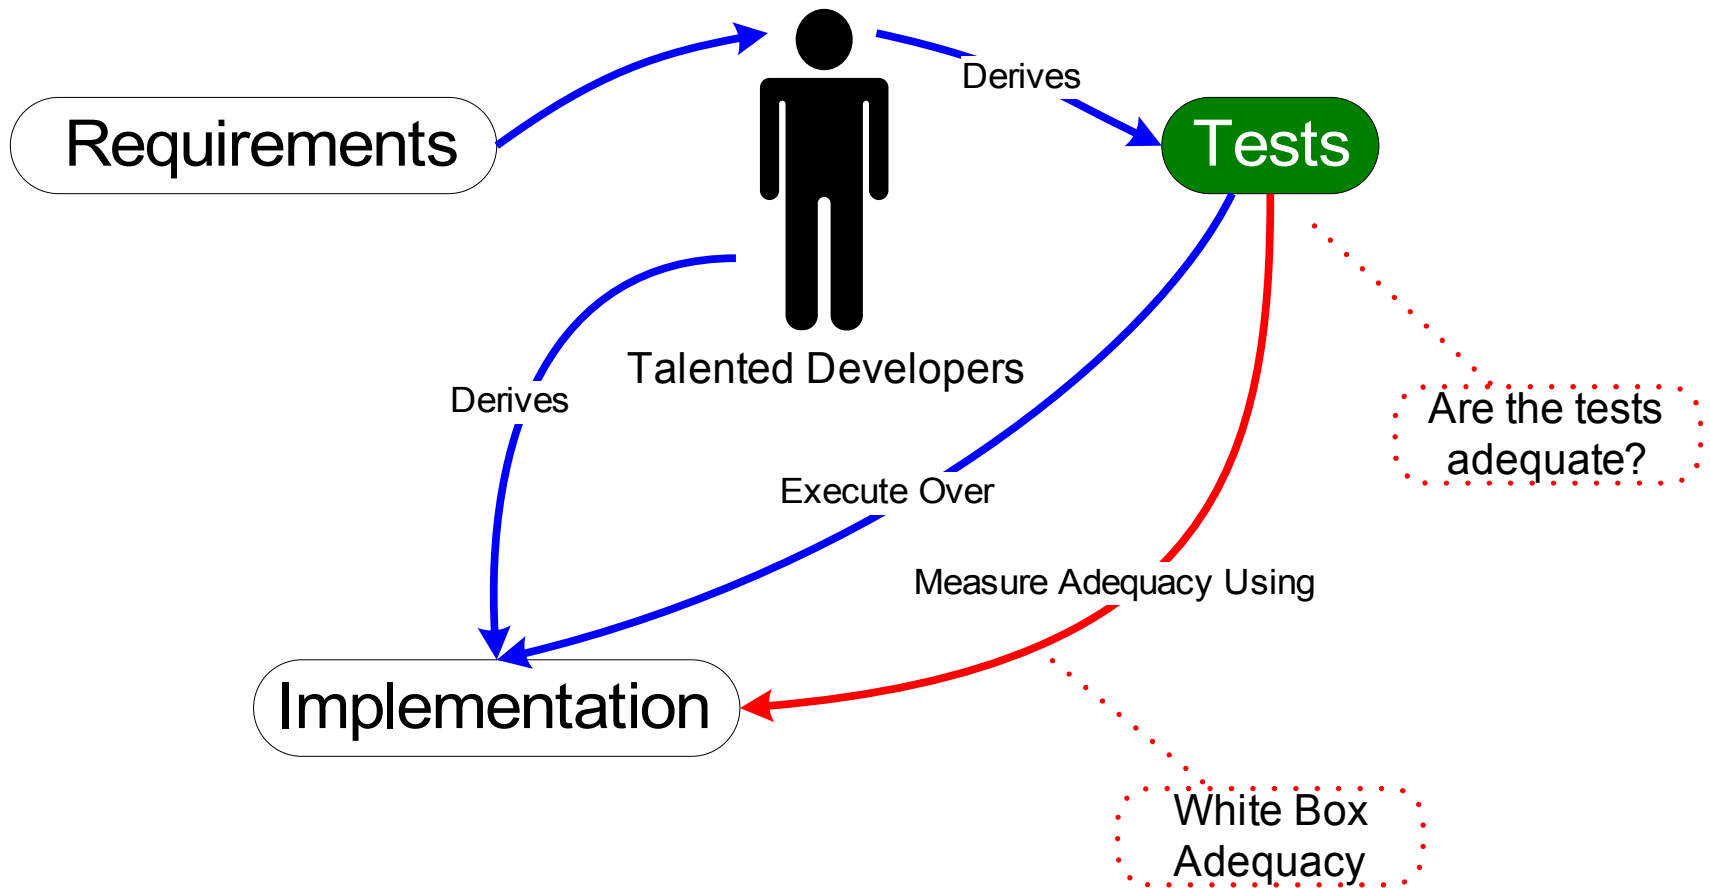 Derives
Requirements
Tests
Talented Developers
Derives
Are the tests
adequate?
Execute Over
Measure Adequacy Using
Implementation
White Box
Adequacy